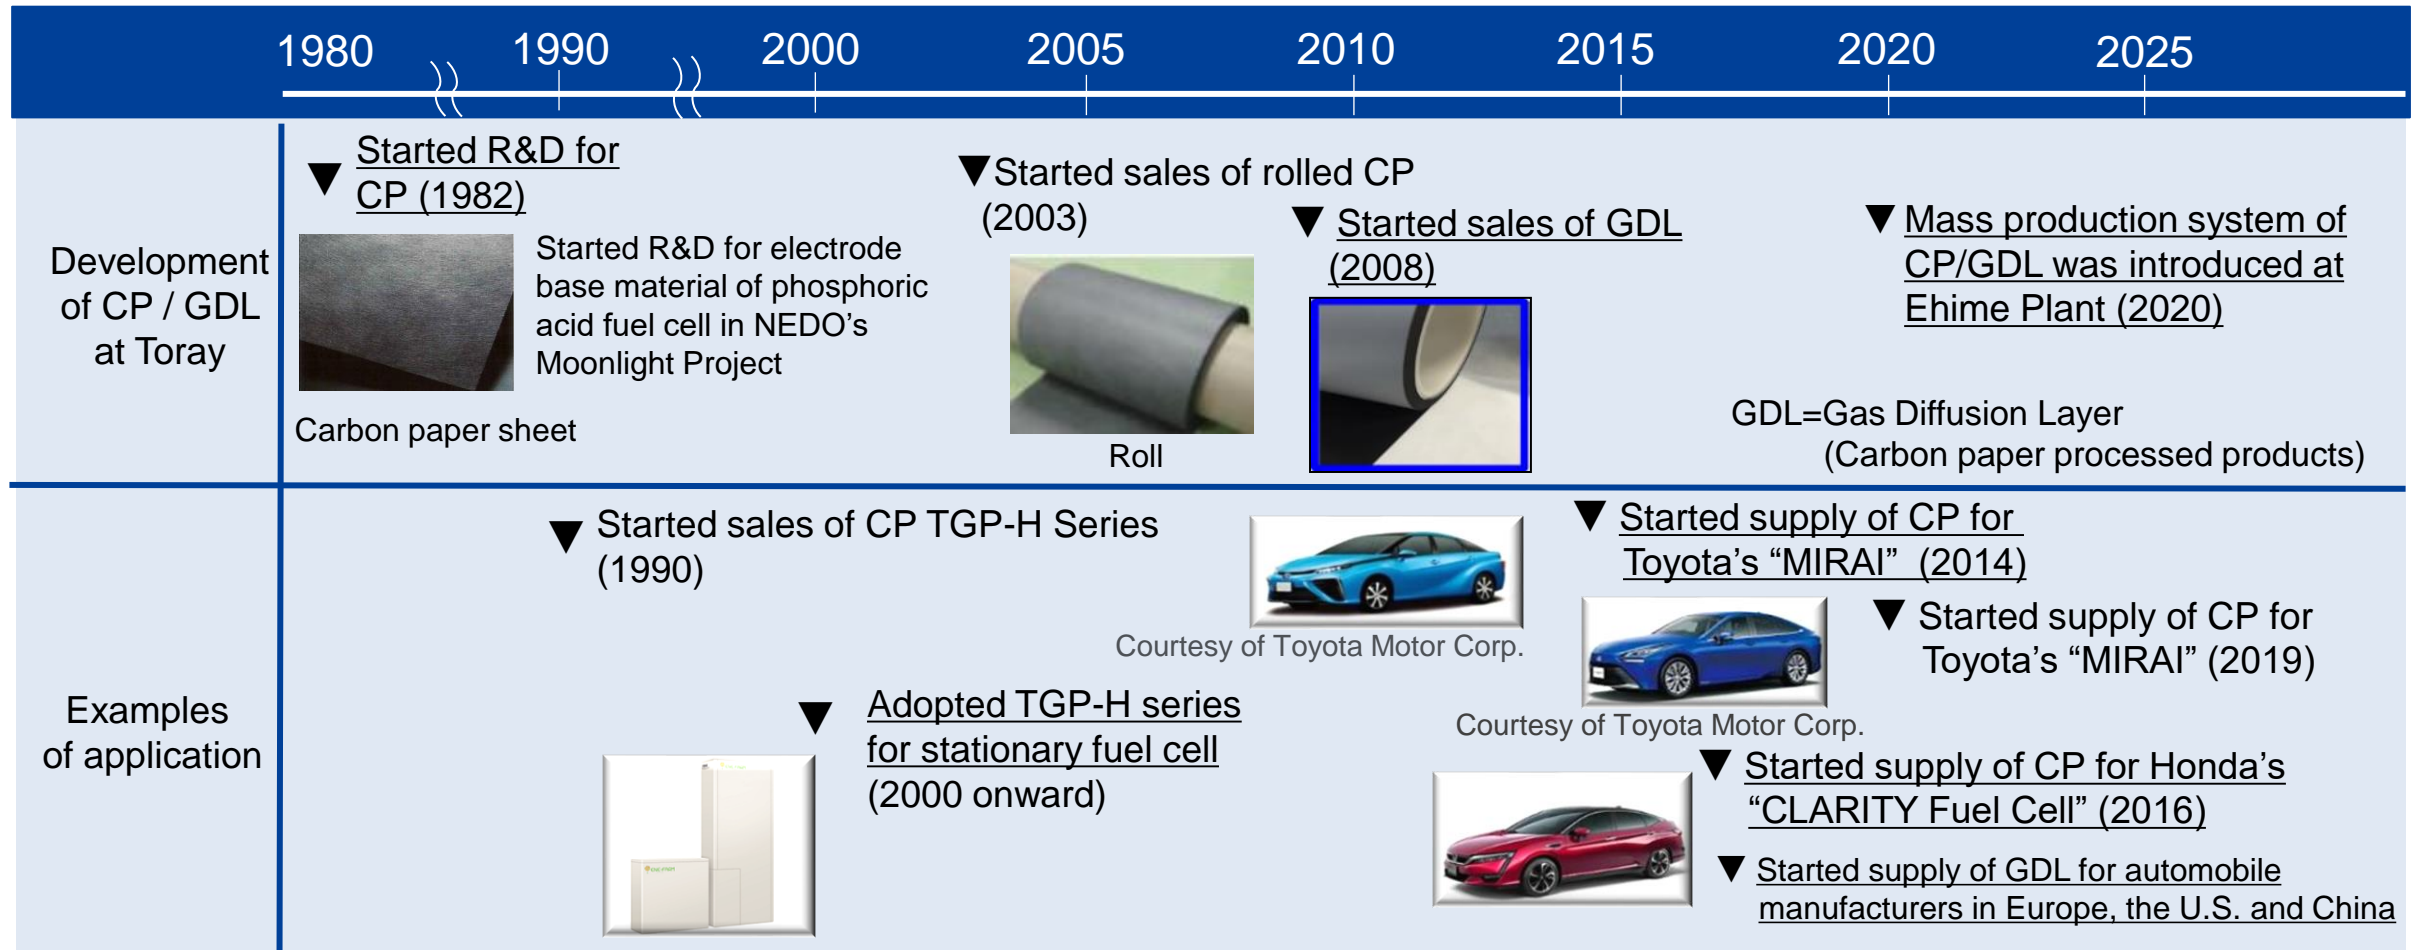 1980
1990
2000
2005
2010
2015
2020
2025
Development
of CP / GDL
at Toray
▼ Started R&D for
CP (1982)
Started R&D for electrode
base material of phosphoric
acid fuel cell in NEDO’s
Moonlight Project
Carbon paper sheet
▼Started sales of rolled CP
(2003)
Roll
▼ Started sales of GDL
(2008)
▼ Mass production system of
CP/GDL was introduced at
Ehime Plant (2020)
GDL=Gas Diffusion Layer
(Carbon paper processed products)
Examples
of application
▼ Started sales of CP TGP-H Series
(1990)
▼ Adopted TGP-H series
for stationary fuel cell
(2000 onward)
Courtesy of Toyota Motor Corp.
▼ Started supply of CP for
Toyota’s “MIRAI” (2014)
▼ Started supply of CP for
Toyota’s “MIRAI” (2019)
Courtesy of Toyota Motor Corp.
▼ Started supply of CP for Honda’s
“CLARITY Fuel Cell” (2016)
▼ Started supply of GDL for automobile
manufacturers in Europe, the U.S. and China